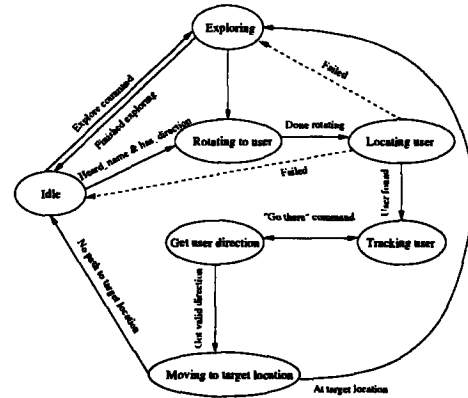 Exploring
Failed
Explore command
Finished exploring
Heard_name & has_direction
Rotating to user
Done rotating
Locating user
Idle
Failed
User found
"Go there" command
Get user direction
Tracking user
No path to target location
Got valid direction
Moving to target location
At target location